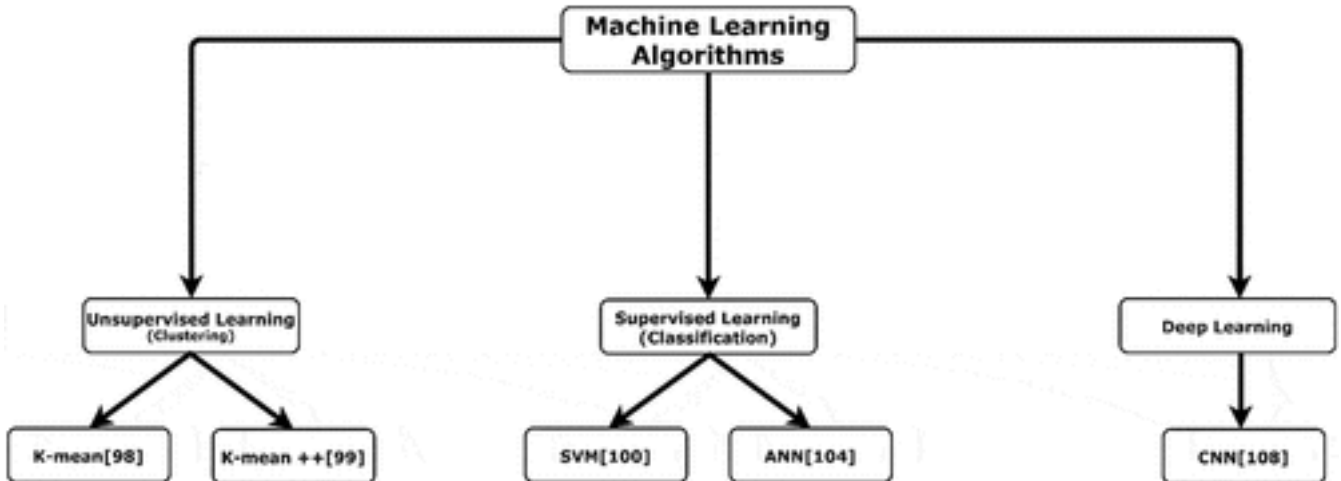 Machine Learning
Algorithms
Unsupervised Learning
(Clustering)
Supervised Learning
(Classification)
Deep Learning
K-mean[98]
K-mean ++[99]
SVM[100]
ANN[104]
CNN[108]